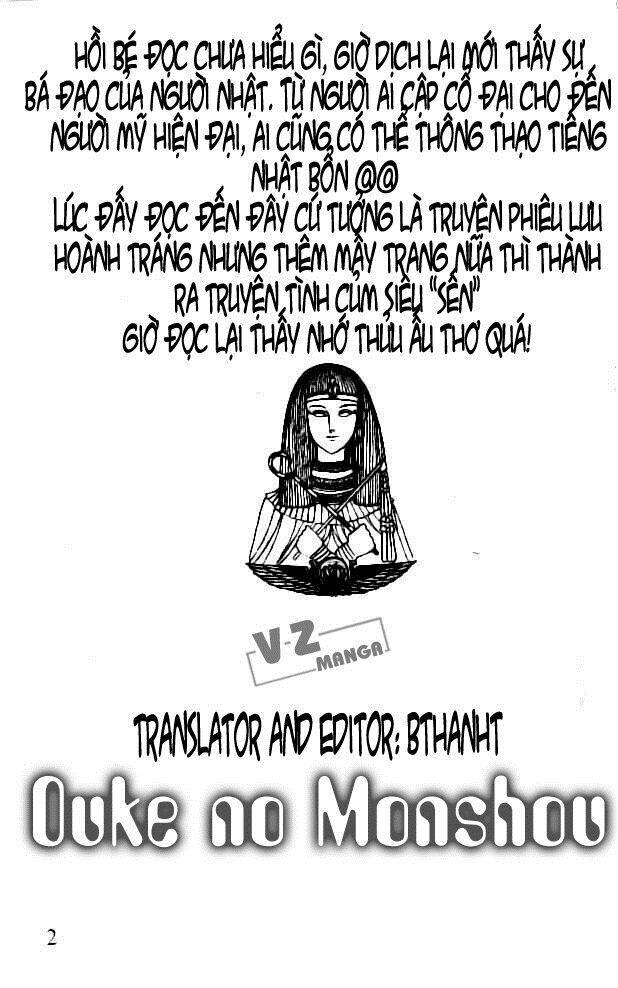 HỒI BÉ ĐỌC CHƯA HIỂU GÌ, GIỜ DỊCH LẠI MỚI THẤY SỰ
BÁ ĐẠO CỦA NGƯỜI NHẬT. TỪ NGƯỜI AI CẬP CỔ ĐẠI CHO ĐẾN
NGƯỜI MỸ HIỆN ĐẠI, AI CŨNG CÓ THỂ THÔNG THẠO TIẾNG
NHẬT BỔN @@
LÚC ĐẤY ĐỌC ĐẾN ĐÂY CỨ TƯỞNG LÀ TRUYỆN PHIÊU LƯU
HOÀNH TRÁNG NHƯNG THÊM MẤY TRANG NỮA THÌ THÀNH
RA TRUYỆN TÌNH CỦM SIÊU "SẾN"
GIỜ ĐỌC LẠI THẤY NHỚ THỬU ẤU THƠ QUÁ!
V-Z
MANGA
TRANSLATOR AND EDITOR: BTHANHT
Ouke no Monshou
2